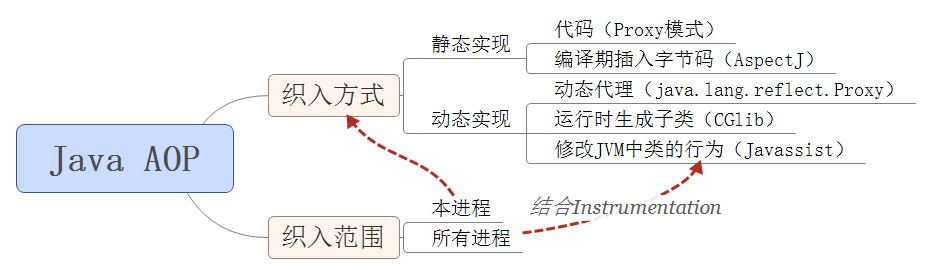 Java AOP
织入方式
静态实现
代码（Proxy模式）
编译期插入字节码（AspectJ）
动态实现
动态代理（java.lang.reflect.Proxy）
运行时生成子类（CGlib）
修改JVM中类的行为（Javassist）
织入范围
本进程
所有进程
结合Instrumentation